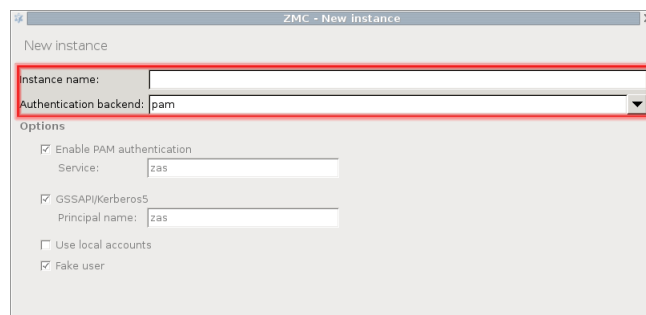 ZMC - New instance
New instance
Instance name:
Authentication backend: pam
Options
Enable PAM authentication
Service: zas
GSSAPI/Kerberos5
Principal name: zas
Use local accounts
Fake user